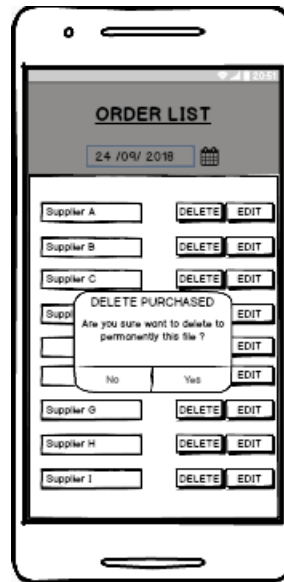 20:51
ORDER LIST
24 /09/ 2018
Supplier A DELETE EDIT
Supplier B DELETE EDIT
Supplier C DELETE EDIT
DELETE PURCHASED
Are you sure want to delete to
permanently this file ?
No Yes
Suppl EDIT
EDIT
EDIT
Supplier G DELETE EDIT
Supplier H DELETE EDIT
Supplier I DELETE EDIT